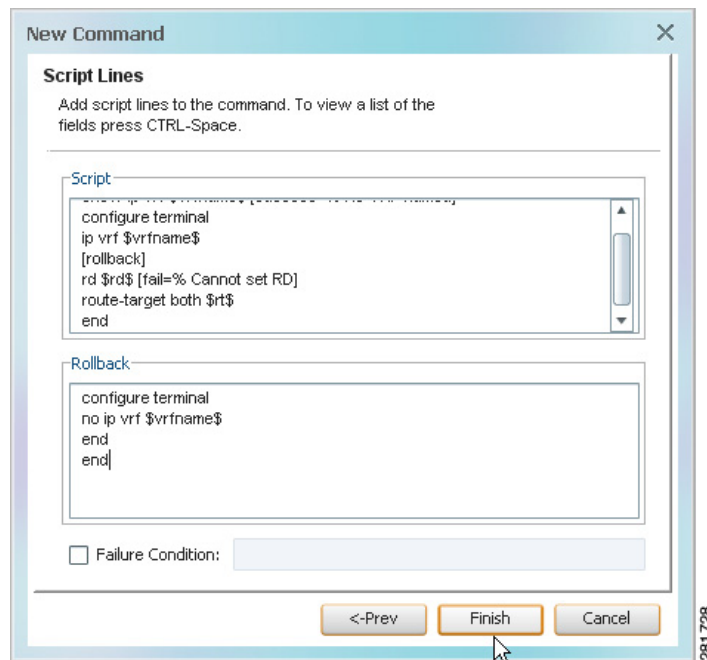 New Command
Script Lines
Add script lines to the command. To view a list of the
fields press CTRL-Space.
Script
configure terminal
ip vrf $vrfname$
[rollback]
rd $rd$ [fail=% Cannot set RD]
route-target both $rt$
end
Rollback
configure terminal
no ip vrf $vrfname$
end
end
Failure Condition:
<-Prev
Finish
Cancel
281728